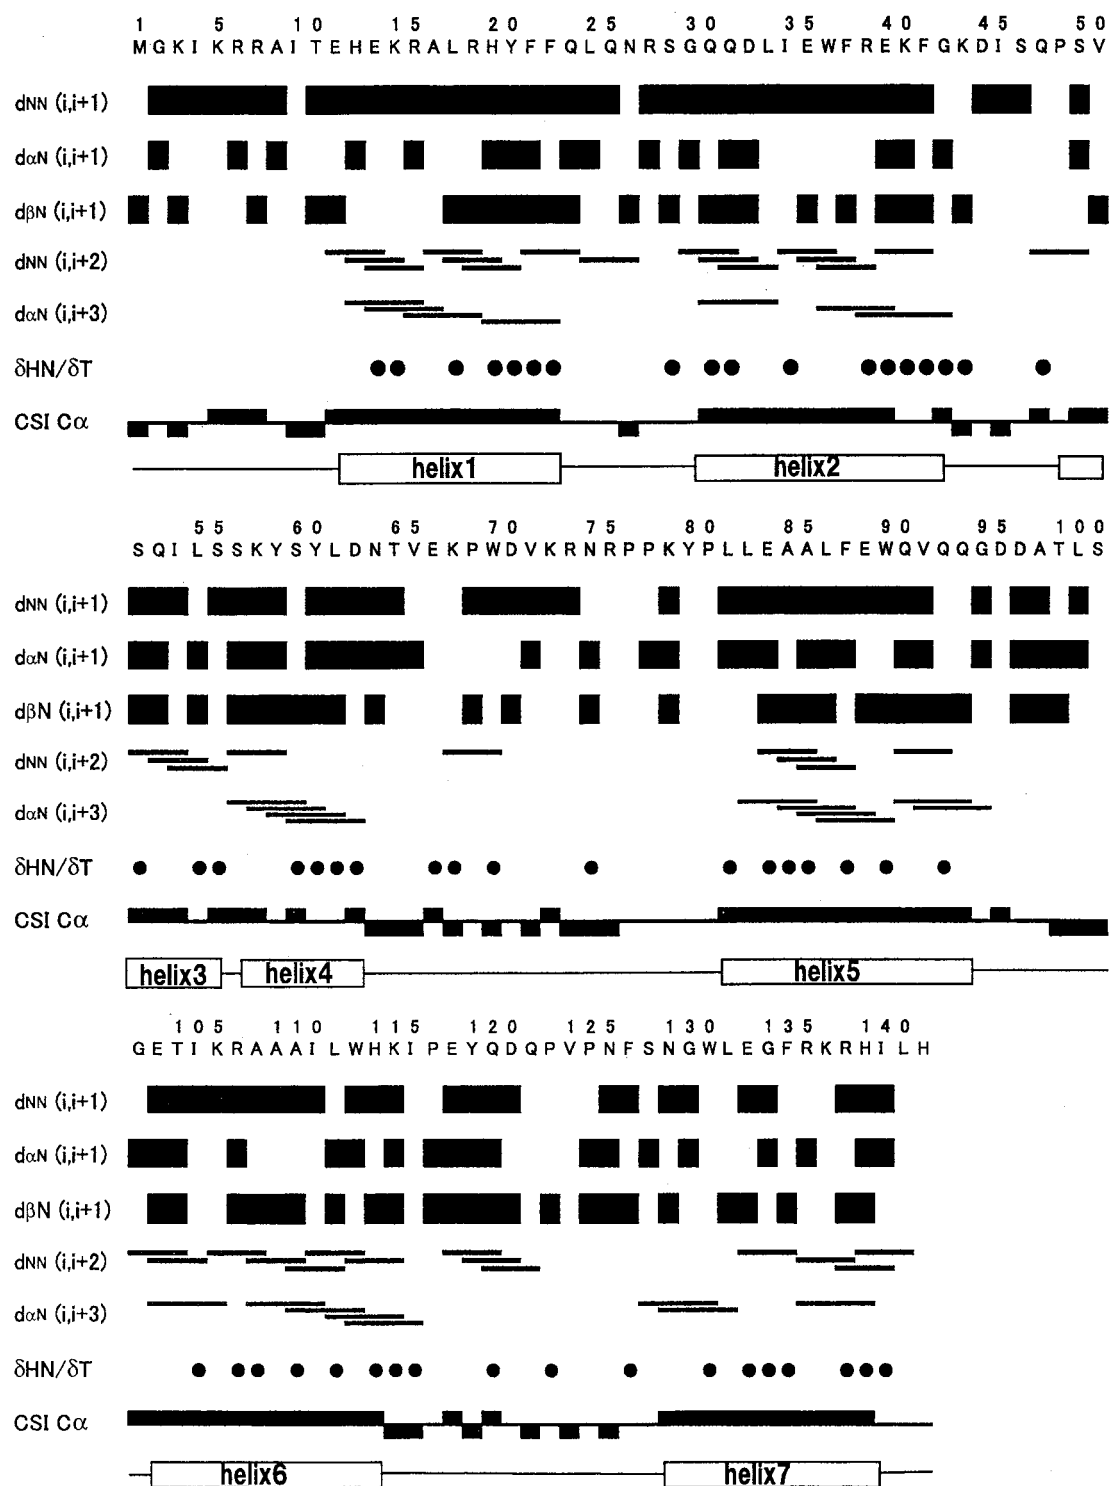 1 5 10 15 20 25 30 35 40 45 50
M G K I K R R A I T E H E K R A L R H Y F F Q L Q N R S G Q Q D L I E W F R E K F G K D I S Q P S V
dNN (i,i+1)
dαN (i,i+1)
dβN (i,i+1)
dNN (i,i+2)
dαN (i,i+3)
δHN/δT
CSI Cα
helix1 helix2
55 60 65 70 75 80 85 90 95 100
S Q I L S S K Y S Y L D N T V E K P W D V K R N R P P K Y P L L E A A L F E W Q V Q Q G D D A T L S
dNN (i,i+1)
dαN (i,i+1)
dβN (i,i+1)
dNN (i,i+2)
dαN (i,i+3)
δHN/δT
CSI Cα
helix3 helix4 helix5
105 110 115 120 125 130 135 140
G E T I K R A A A I L W H K I P E Y Q D Q P V P N F S N G W L E G F R K R H I L H
dNN (i,i+1)
dαN (i,i+1)
dβN (i,i+1)
dNN (i,i+2)
dαN (i,i+3)
δHN/δT
CSI Cα
helix6 helix7